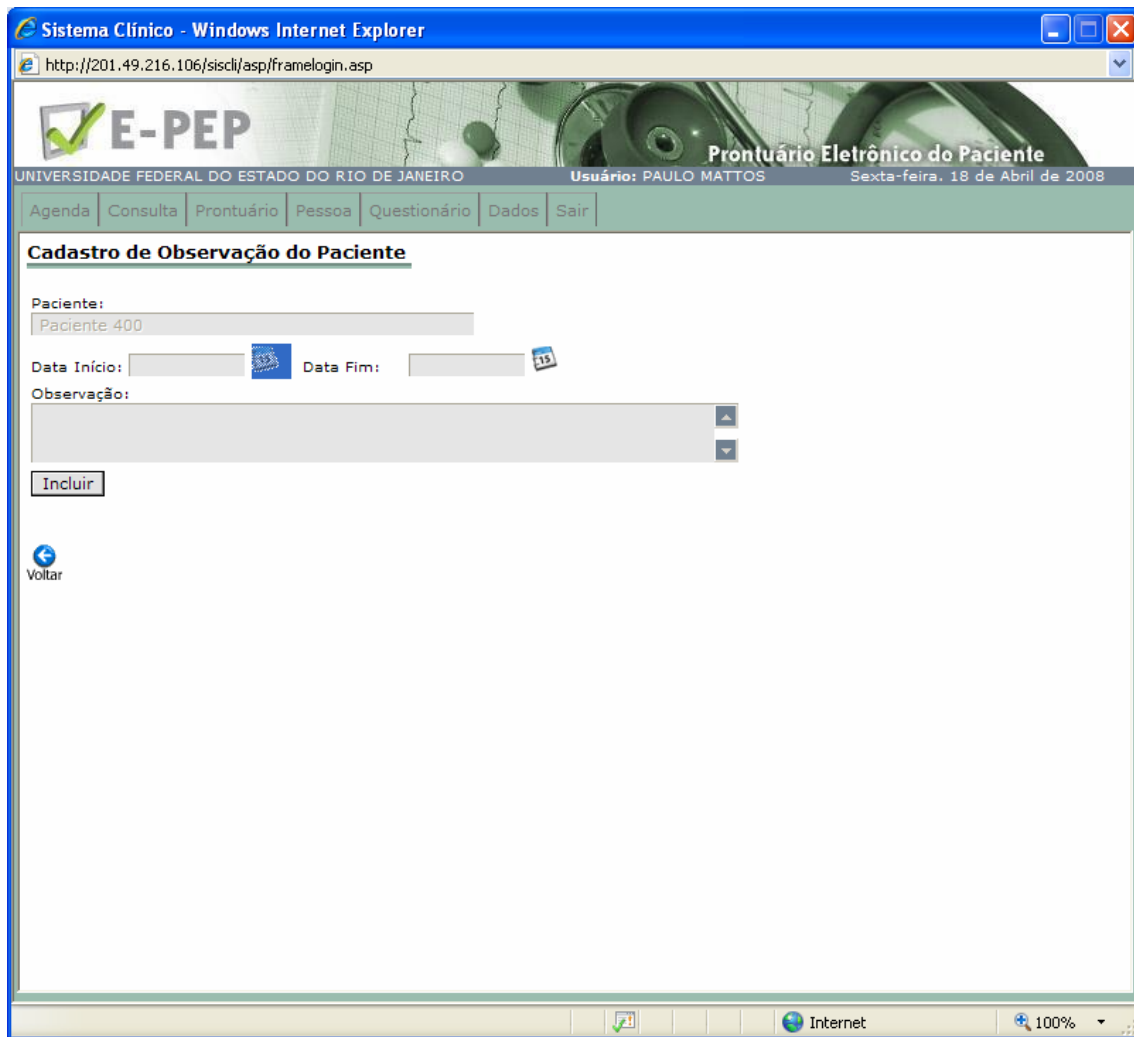 Sistema Clínico - Windows Internet Explorer
http://201.49.216.106/siscli/asp/framelogin.asp
E-PEP
Prontuário Eletrônico do Paciente
UNIVERSIDADE FEDERAL DO ESTADO DO RIO DE JANEIRO Usuário: PAULO MATTOS Sexta-feira. 18 de Abril de 2008
Agenda Consulta Prontuário Pessoa Questionário Dados Sair
Cadastro de Observação do Paciente
Paciente:
Paciente 400
Data Início: Data Fim: 15
Observação:
Incluir
Voltar
Internet 100%